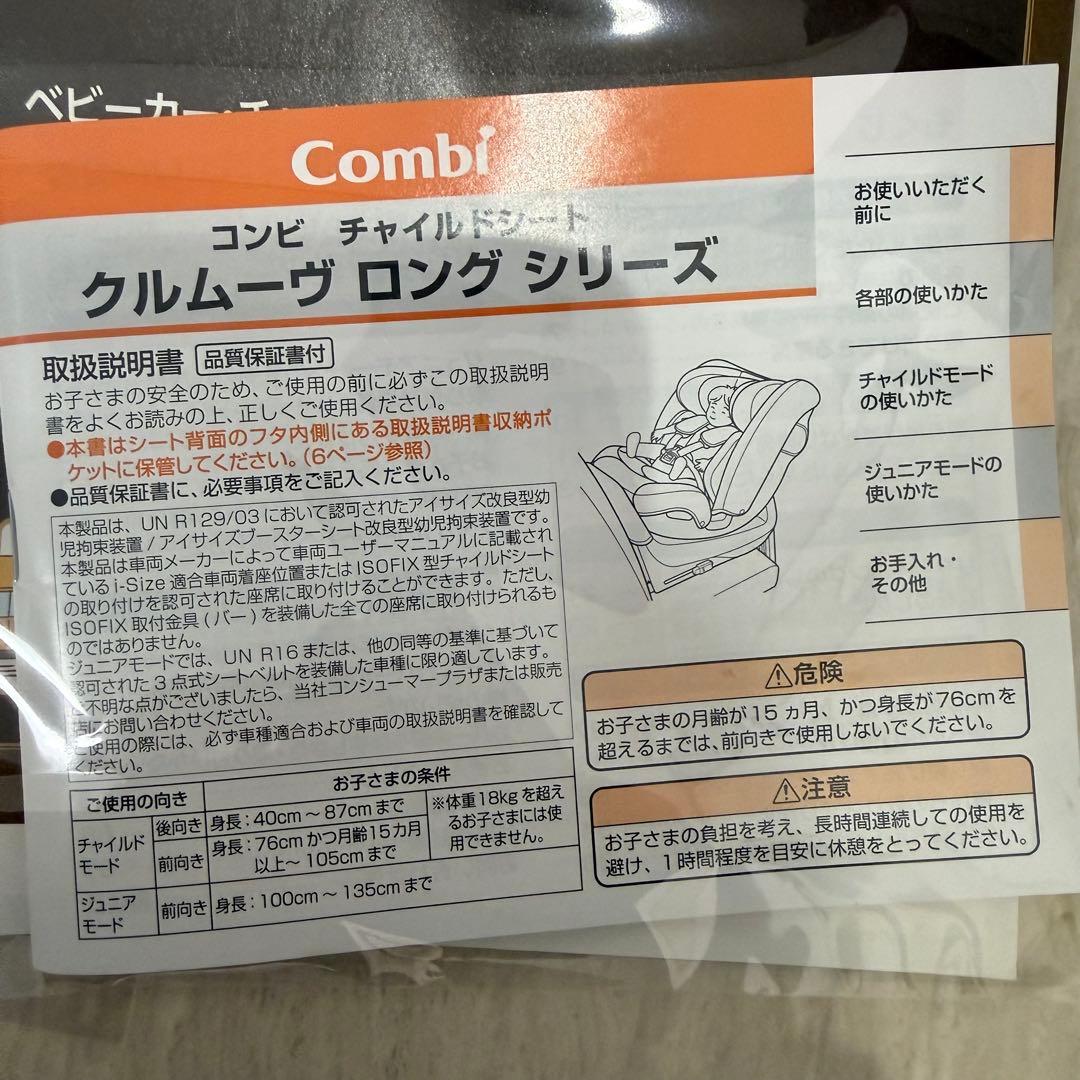 ベビーカー・チ
Combi
コンビ チャイルドシート
クルムーヴ ロング シリーズ
取扱説明書 品質保証書付
お子さまの安全のため、ご使用の前に必ずこの取扱説明
書をよくお読みの上、正しくご使用ください。
●本書はシート背面のフタ内側にある取扱説明書収納ポ
ケットに保管してください。(6ページ参照)
●品質保証書に、必要事項をご記入ください。
本製品は、UN R129/03 において認可されたアイサイズ改良型幼
児拘束装置 / アイサイズブースターシート改良型幼児拘束装置です。
本製品は車両メーカーによって車両ユーザーマニュアルに記載され
ている i-Size 適合車両着座位置または ISOFIX 型チャイルドシート
の取り付けを認可された座席に取り付けることができます。ただし、
ISOFIX 取付金具 ( バー ) を装備した全ての座席に取り付けられるも
のではありません。
ジュニアモードでは、UN R16 または、他の同等の基準に基づいて
認可された 3 点式シートベルトを装備した車種に限り適しています。
ご不明な点がございましたら、当社コンシューマープラザまたは販売
店にお問い合わせください。
ご使用の際には、必ず車種適合および車両の取扱説明書を確認して
ください。
ご使用の向き お子さまの条件
チャイルド
モード
後向き 身長：40cm～87cmまで
前向き 身長：76cmかつ月齢15カ月
以上～105cmまで
※体重18kgを超え
るお子さまには使
用できません。
ジュニア
モード
前向き 身長：100cm～135cmまで
お使いいただく
前に
各部の使いかた
チャイルドモード
の使いかた
ジュニアモードの
使いかた
お手入れ・
その他
⚠危険
お子さまの月齢が 15 ヵ月、かつ身長が 76cm を
超えるまでは、前向きで使用しないでください。
⚠注意
お子さまの負担を考え、長時間連続しての使用を
避け、1 時間程度を目安に休憩をとってください。